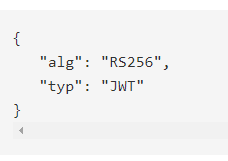 {
"alg": "RS256",
"typ": "JWT"
}